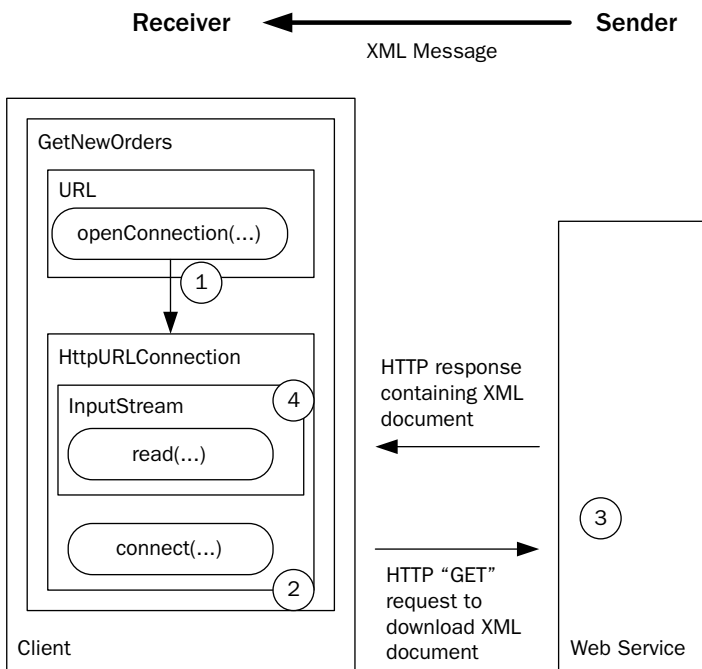 Receiver
Sender
XML Message
GetNewOrders
URL
openConnection(...)
1
HttpURLConnection
InputStream
4
read(...)
connect(...)
2
Client
HTTP response
containing XML
document
3
HTTP “GET”
request to
download XML
document
Web Service